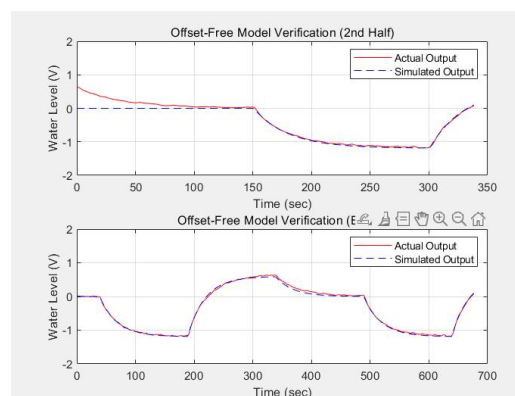 Offset-Free Model Verification (2nd Half)
2
1
0
-1
-2
Water Level (V)
Actual Output
Simulated Output
0 50 100 150 200 250 300 350
Time (sec)
Offset-Free Model Verification (E
2
1
0
-1
-2
Water Level (V)
Actual Output
Simulated Output
0 100 200 300 400 500 600 700
Time (sec)